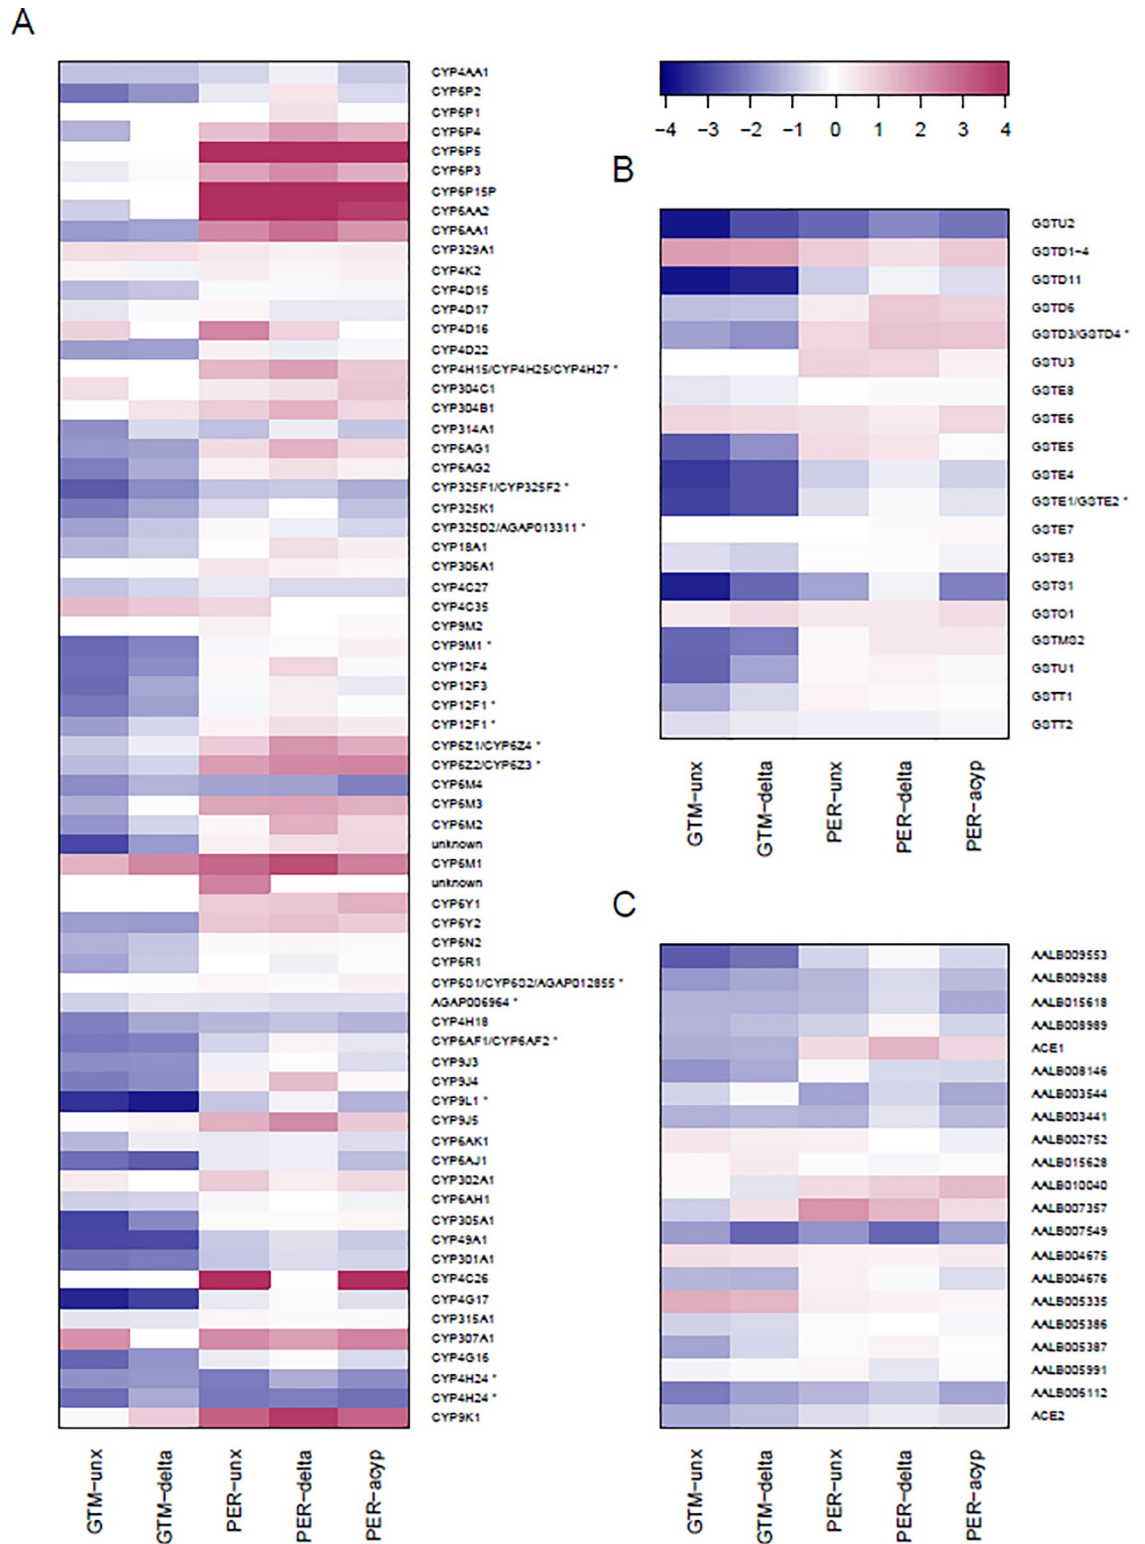 A
CYP4AA1
CYP6P2
CYP6P1
CYP6P4
CYP6P5
CYP6P3
CYP6P15P
CYP6AA2
CYP6AA1
CYP329A1
CYP4K2
CYP4D15
CYP4D17
CYP4D16
CYP4D22
CYP4H15/CYP4H25/CYP4H27 *
CYP304C1
CYP304B1
CYP314A1
CYP6AG1
CYP6AG2
CYP325F1/CYP325F2 *
CYP325K1
CYP325D2/AGAP013311 *
CYP18A1
CYP306A1
CYP4C27
CYP4C35
CYP9M2
CYP9M1 *
CYP12F4
CYP12F3
CYP12F1 *
CYP12F1 *
CYP6Z1/CYP6Z4 *
CYP6Z2/CYP6Z3 *
CYP6M4
CYP6M3
CYP6M2
unknown
CYP6M1
unknown
CYP6Y1
CYP6Y2
CYP6N2
CYP6R1
CYP6S1/CYP6S2/AGAP012855 *
AGAP006964 *
CYP4H18
CYP6AF1/CYP6AF2 *
CYP9J3
CYP9J4
CYP9L1 *
CYP9J5
CYP6AK1
CYP6AJ1
CYP302A1
CYP6AH1
CYP305A1
CYP49A1
CYP301A1
CYP4C26
CYP4G17
CYP315A1
CYP307A1
CYP4G16
CYP4H24 *
CYP4H24 *
CYP9K1
GTM−unx
GTM−delta
PER−unx
PER−delta
PER−acyp
−4 −3 −2 −1 0 1 2 3 4
B
GSTU2
GSTD1−4
GSTD11
GSTD6
GSTD3/GSTD4 *
GSTU3
GSTE8
GSTE6
GSTE5
GSTE4
GSTE1/GSTE2 *
GSTE7
GSTE3
GSTS1
GSTO1
GSTMS2
GSTU1
GSTT1
GSTT2
GTM−unx
GTM−delta
PER−unx
PER−delta
PER−acyp
C
AALB009553
AALB009288
AALB015618
AALB008989
ACE1
AALB008146
AALB003544
AALB003441
AALB002752
AALB015628
AALB010040
AALB007357
AALB007549
AALB004675
AALB004676
AALB005335
AALB005386
AALB005387
AALB005991
AALB006112
ACE2
GTM−unx
GTM−delta
PER−unx
PER−delta
PER−acyp